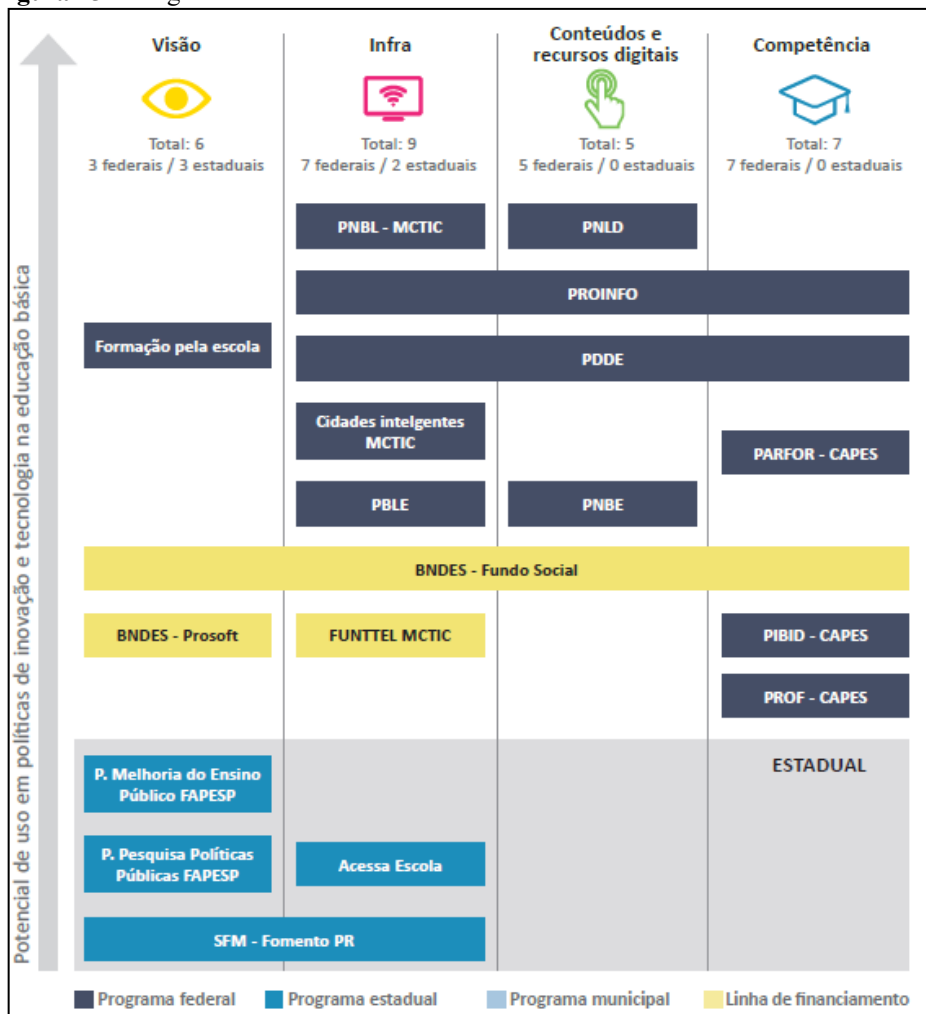 Visão
Infra
Conteúdos e
recursos digitais
Competência
Total: 6
3 federais / 3 estaduais
Total: 9
7 federais / 2 estaduais
Total: 5
5 federais / 0 estaduais
Total: 7
7 federais / 0 estaduais
Potencial de uso em políticas de inovação e tecnologia na educação básica
PNBL - MCTIC
PNLD
PROINFO
Formação pela escola
PDDE
Cidades intelgentes
MCTIC
PARFOR - CAPES
PBLE
PNBE
BNDES - Fundo Social
BNDES - Prosoft
FUNTTEL MCTIC
PIBID - CAPES
PROF - CAPES
ESTADUAL
P. Melhoria do Ensino
Público FAPESP
P. Pesquisa Políticas
Públicas FAPESP
Acessa Escola
SFM - Fomento PR
Programa federal
Programa estadual
Programa municipal
Linha de financiamento